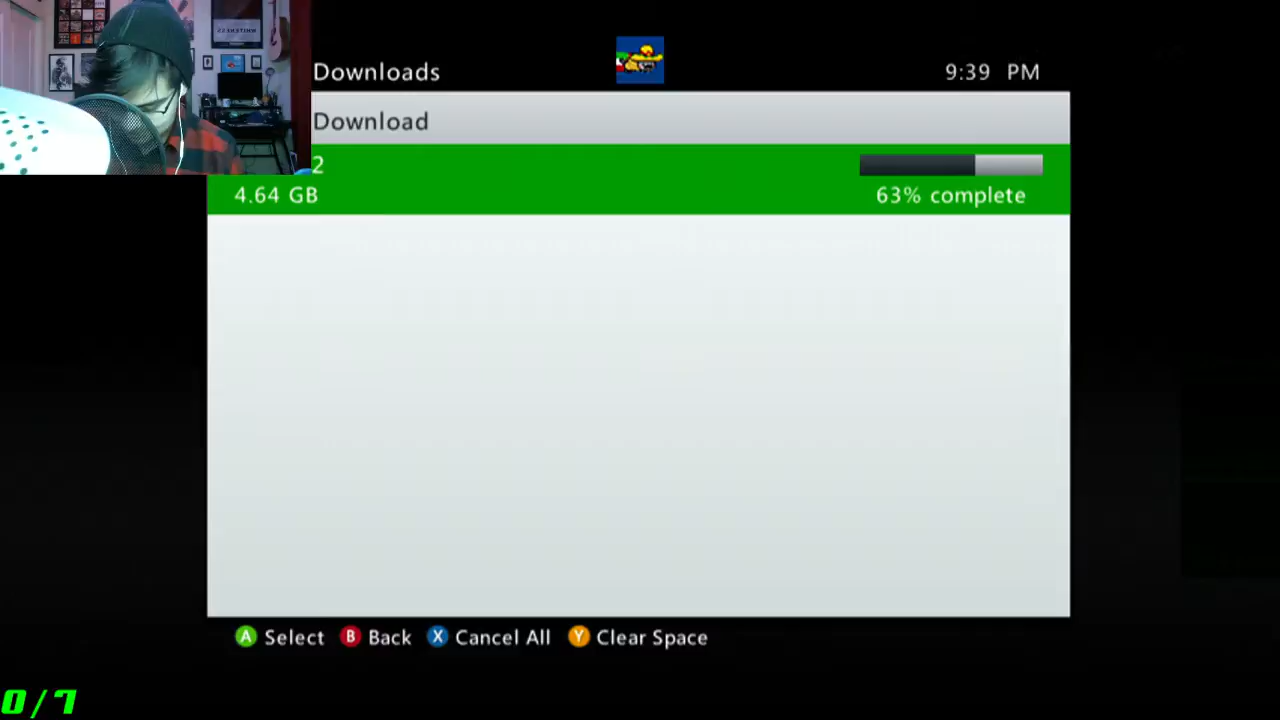 Downloads
9:39 PM
Download
2
4.64 GB
63% complete
A Select B Back X Cancel All Y Clear Space
0/7